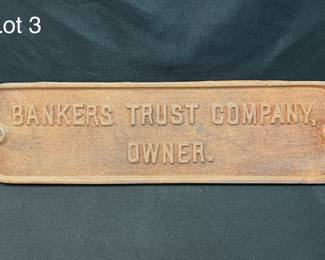 Lot 3
BANKERS TRUST COMPANY,
OWNER.